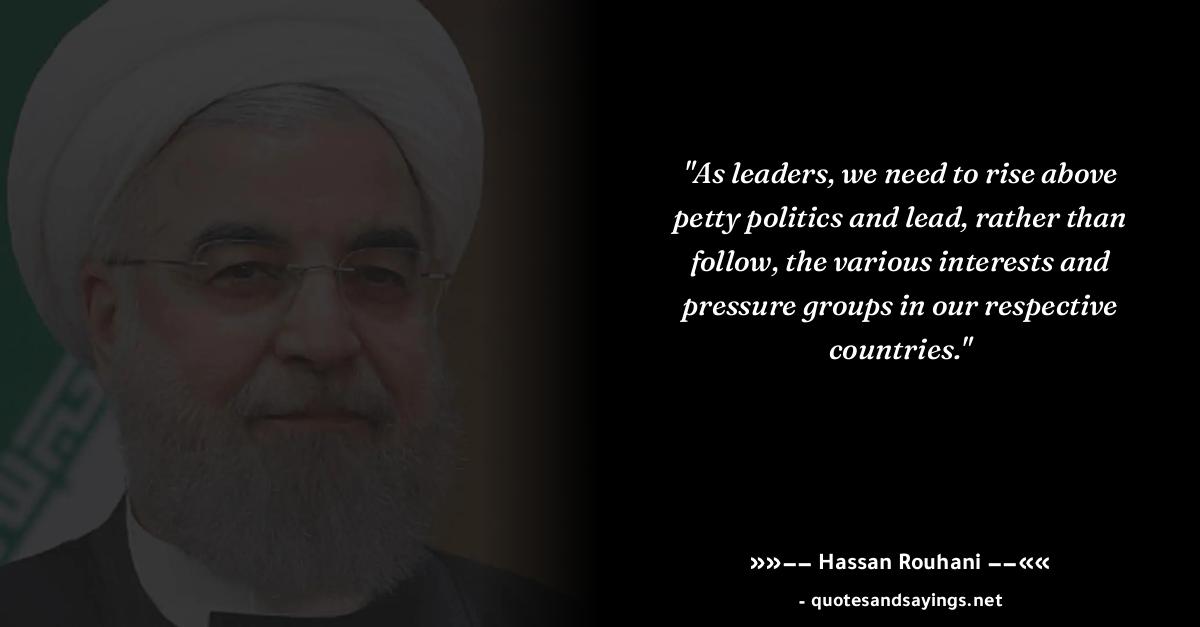 "As leaders, we need to rise above
petty politics and lead, rather than
follow, the various interests and
pressure groups in our respective
countries."
»»−− Hassan Rouhani −−««
- quotesandsayings.net